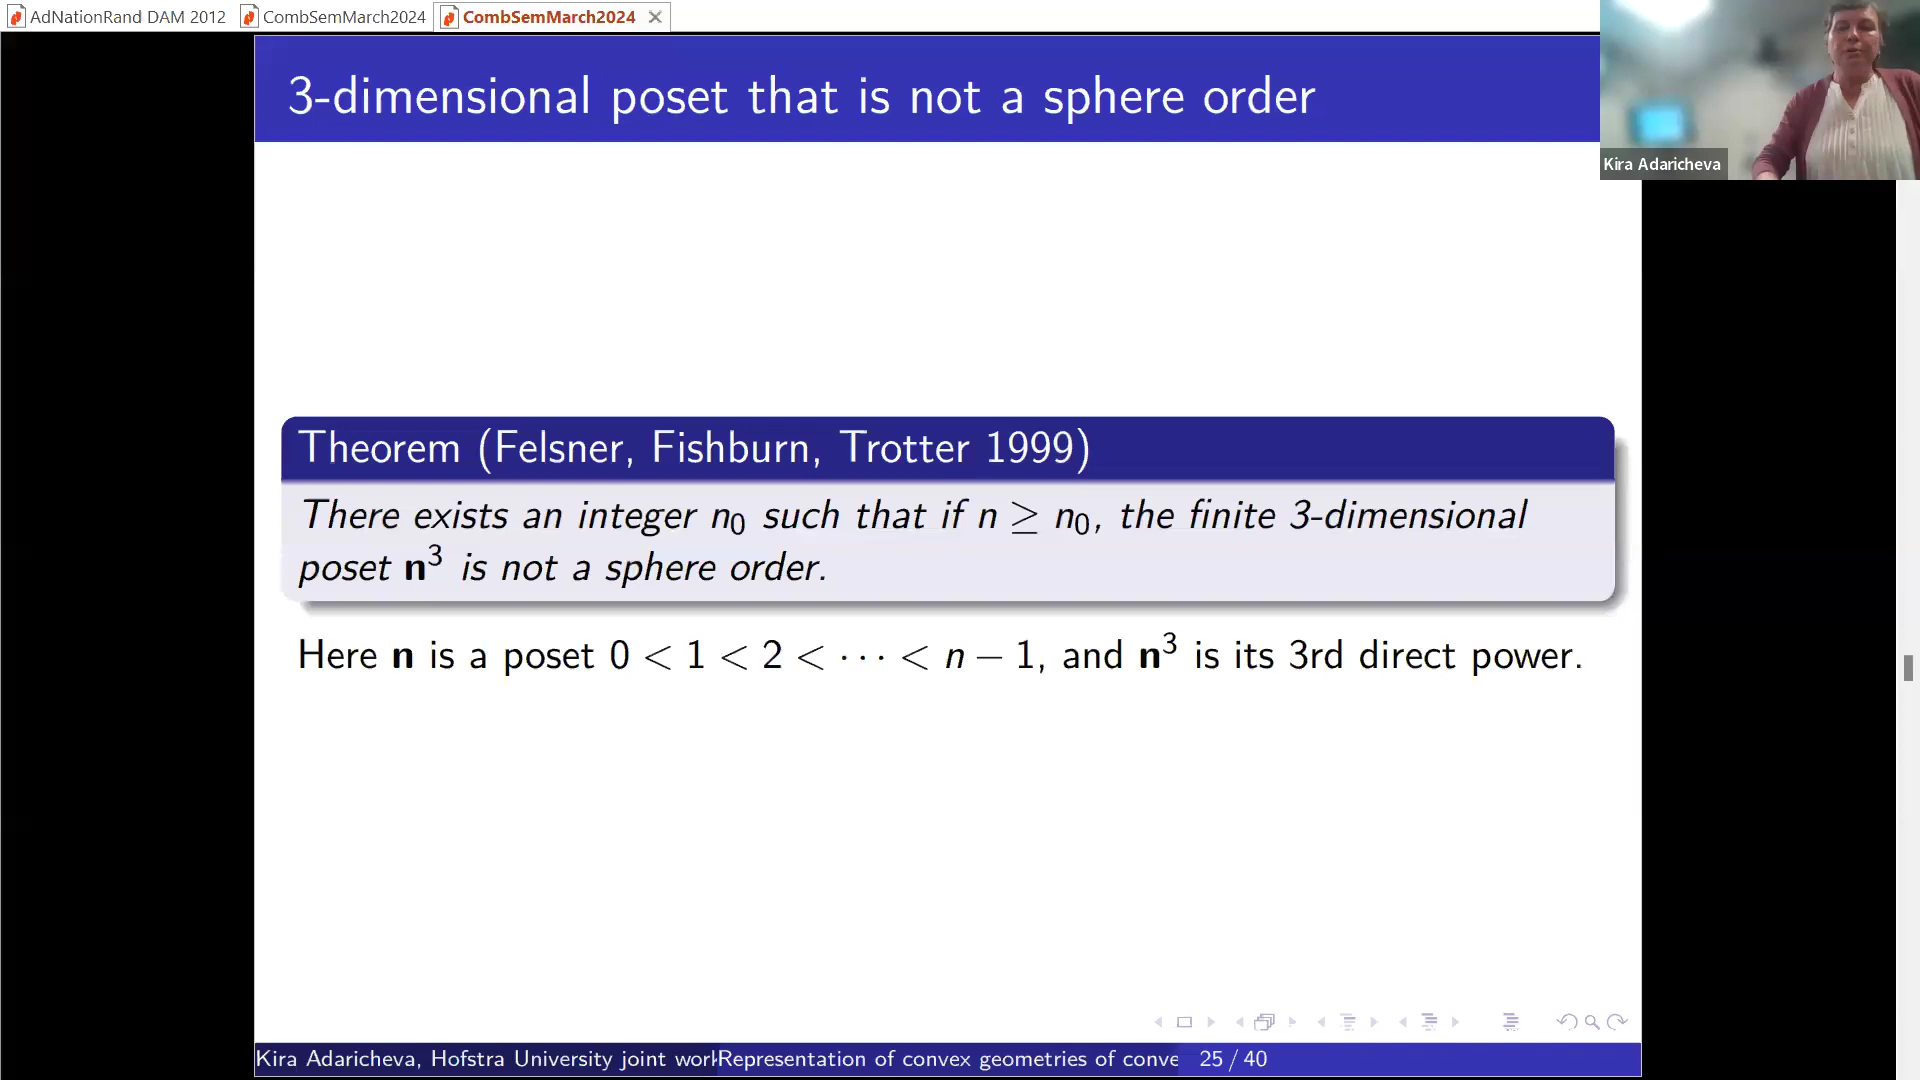 AdNationRand DAM 2012 CombSemMarch2024 CombSemMarch2024
3-dimensional poset that is not a sphere order
Kira Adaricheva
Theorem (Felsner, Fishburn, Trotter 1999)
There exists an integer n₀ such that if n ≥ n₀, the finite 3-dimensional
poset n³ is not a sphere order.
Here n is a poset 0 < 1 < 2 < ⋯ < n − 1, and n³ is its 3rd direct power.
Kira Adaricheva, Hofstra University joint work Representation of convex geometries of conve 25 / 40